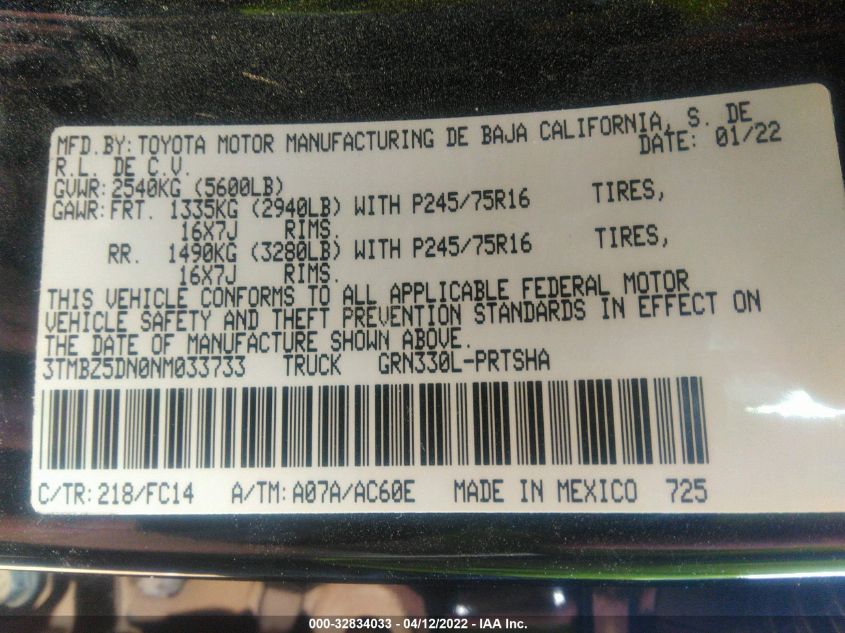 MFD.BY:TOYOTA MOTOR MANUFACTURING DE BAJA CALIFORNIA, S. DE
R.L. DE C.V. DATE: 01/22
GVWR:2540KG (5600LB)
GAWR:FRT. 1335KG (2940LB) WITH P245/75R16 TIRES,
16X7J RIMS.
RR. 1490KG (3280LB) WITH P245/75R16 TIRES,
16X7J RIMS.
THIS VEHICLE CONFORMS TO ALL APPLICABLE FEDERAL MOTOR
VEHICLE SAFETY AND THEFT PREVENTION STANDARDS IN EFFECT ON
THE DATE OF MANUFACTURE SHOWN ABOVE.
3TMBZ5DN0NM033733 TRUCK GRN330L-PRTSHA
C/TR:218/FC14 A/TM:A07A/AC60E MADE IN MEXICO 725
000-32834033 - 04/12/2022 - IAA Inc.